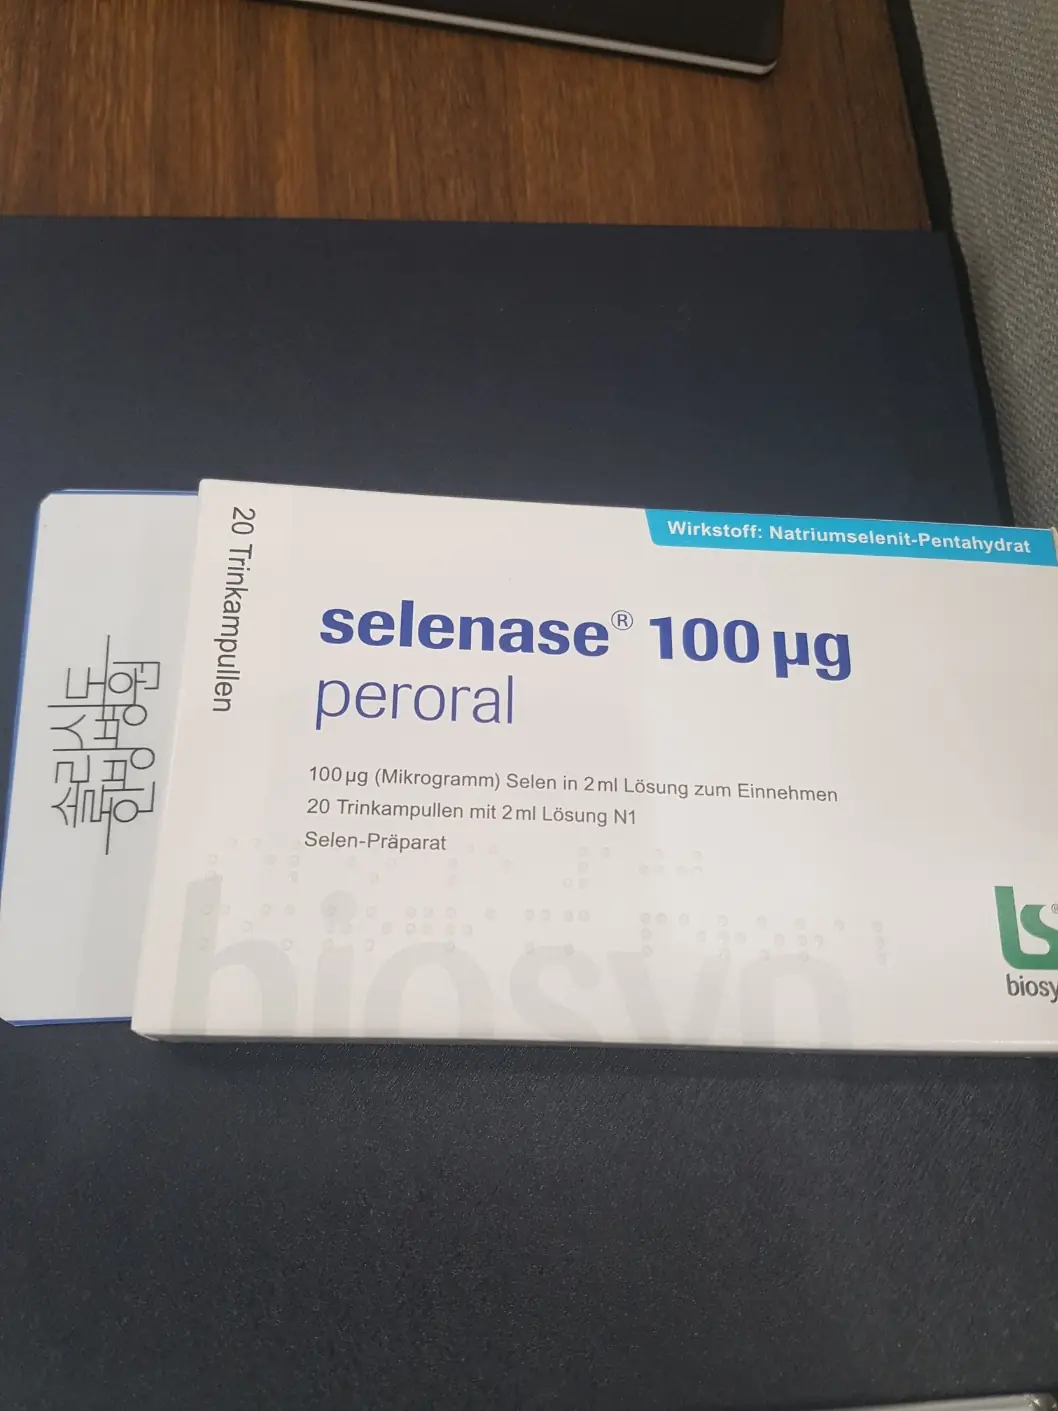 20 Trinkampullen
Wirkstoff: Natriumselenit-Pentahydrat
selenase® 100 µg
peroral
100 µg (Mikrogramm) Selen in 2 ml Lösung zum Einnehmen
20 Trinkampullen mit 2 ml Lösung N1
Selen-Präparat
biosyn